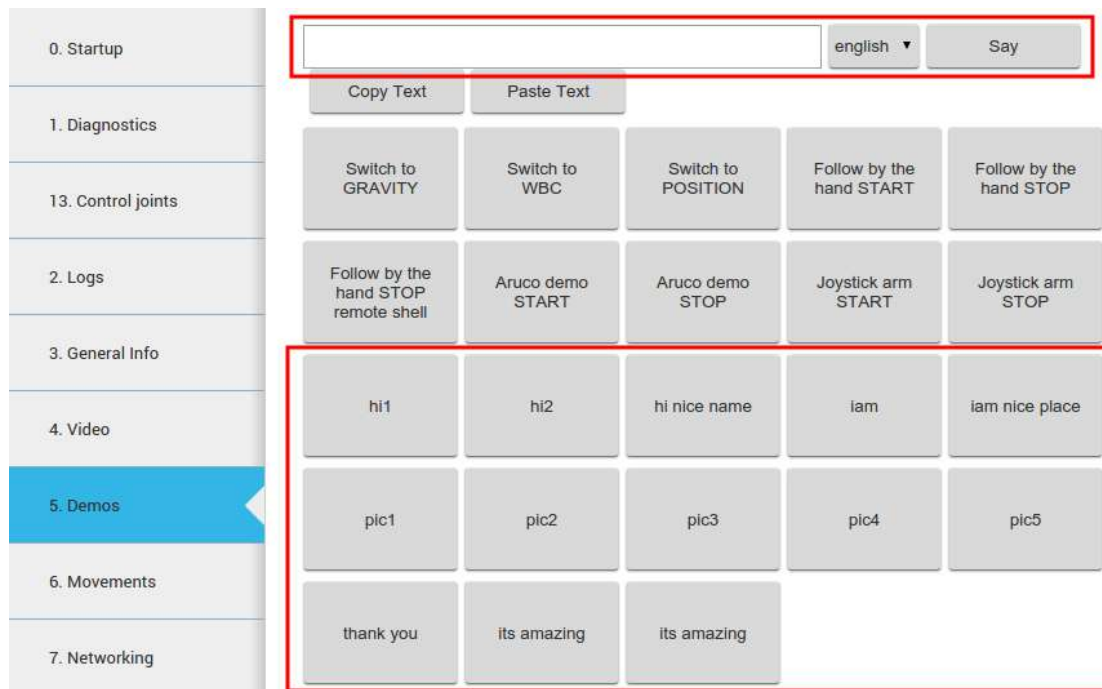 0. Startup
1. Diagnostics
13. Control joints
2. Logs
3. General Info
4. Video
5. Demos
6. Movements
7. Networking
english Say
Copy Text Paste Text
Switch to GRAVITY
Switch to WBC
Switch to POSITION
Follow by the hand START
Follow by the hand STOP
Follow by the hand STOP remote shell
Aruco demo START
Aruco demo STOP
Joystick arm START
Joystick arm STOP
hi1 hi2 hi nice name iam iam nice place
pic1 pic2 pic3 pic4 pic5
thank you its amazing its amazing